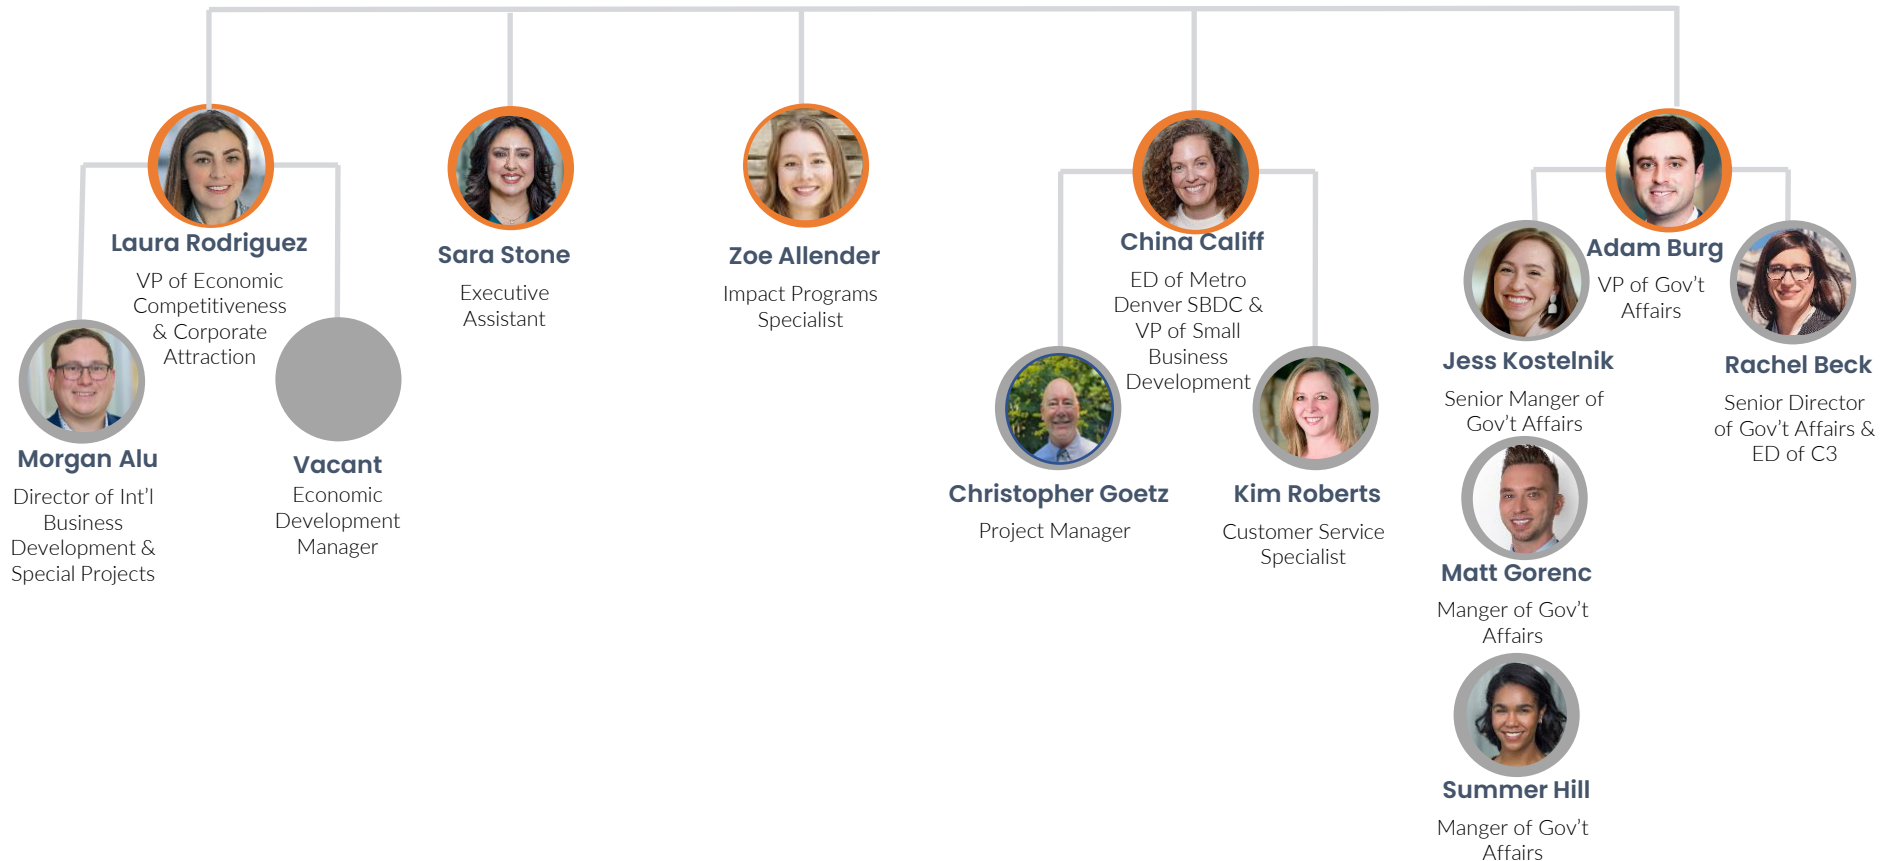 Laura Rodriguez
VP of Economic
Competitiveness
& Corporate
Attraction
Morgan Alu
Director of Int'l
Business
Development &
Special Projects
Vacant
Economic
Development
Manager
Sara Stone
Executive
Assistant
Zoe Allender
Impact Programs
Specialist
China Califf
ED of Metro
Denver SBDC &
VP of Small
Business
Development
Christopher Goetz
Project Manager
Kim Roberts
Customer Service
Specialist
Adam Burg
VP of Gov't
Affairs
Jess Kostelnik
Senior Manger of
Gov't Affairs
Matt Gorenc
Manger of Gov't
Affairs
Summer Hill
Manger of Gov't
Affairs
Rachel Beck
Senior Director
of Gov't Affairs &
ED of C3